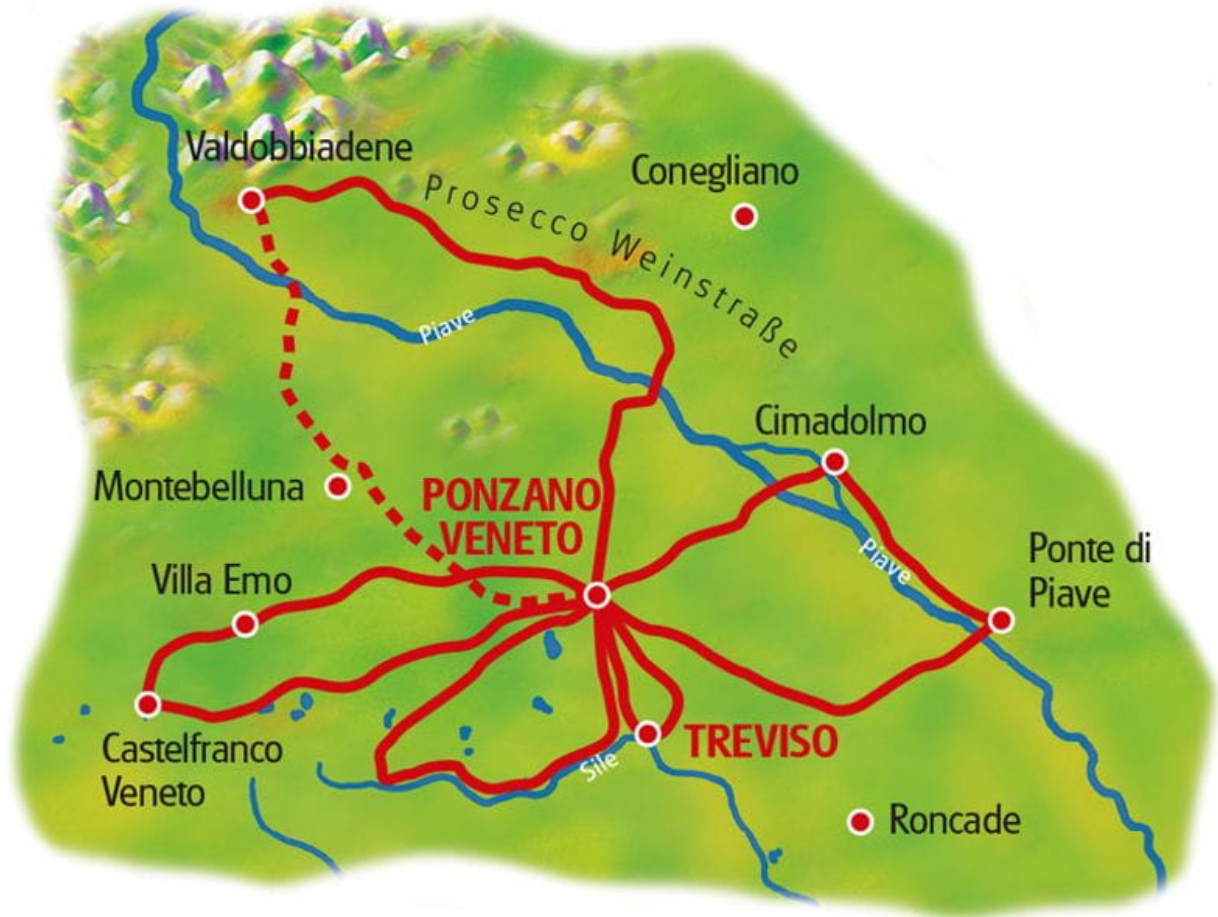 Valdobbiadene
Conegliano
Prosecco Weinstraße
Piave
Cimadolmo
Montebelluna
PONZANO
VENETO
Piave
Ponte di
Piave
Villa Emo
Castelfranco
Veneto
TREVISO
Sile
Roncade